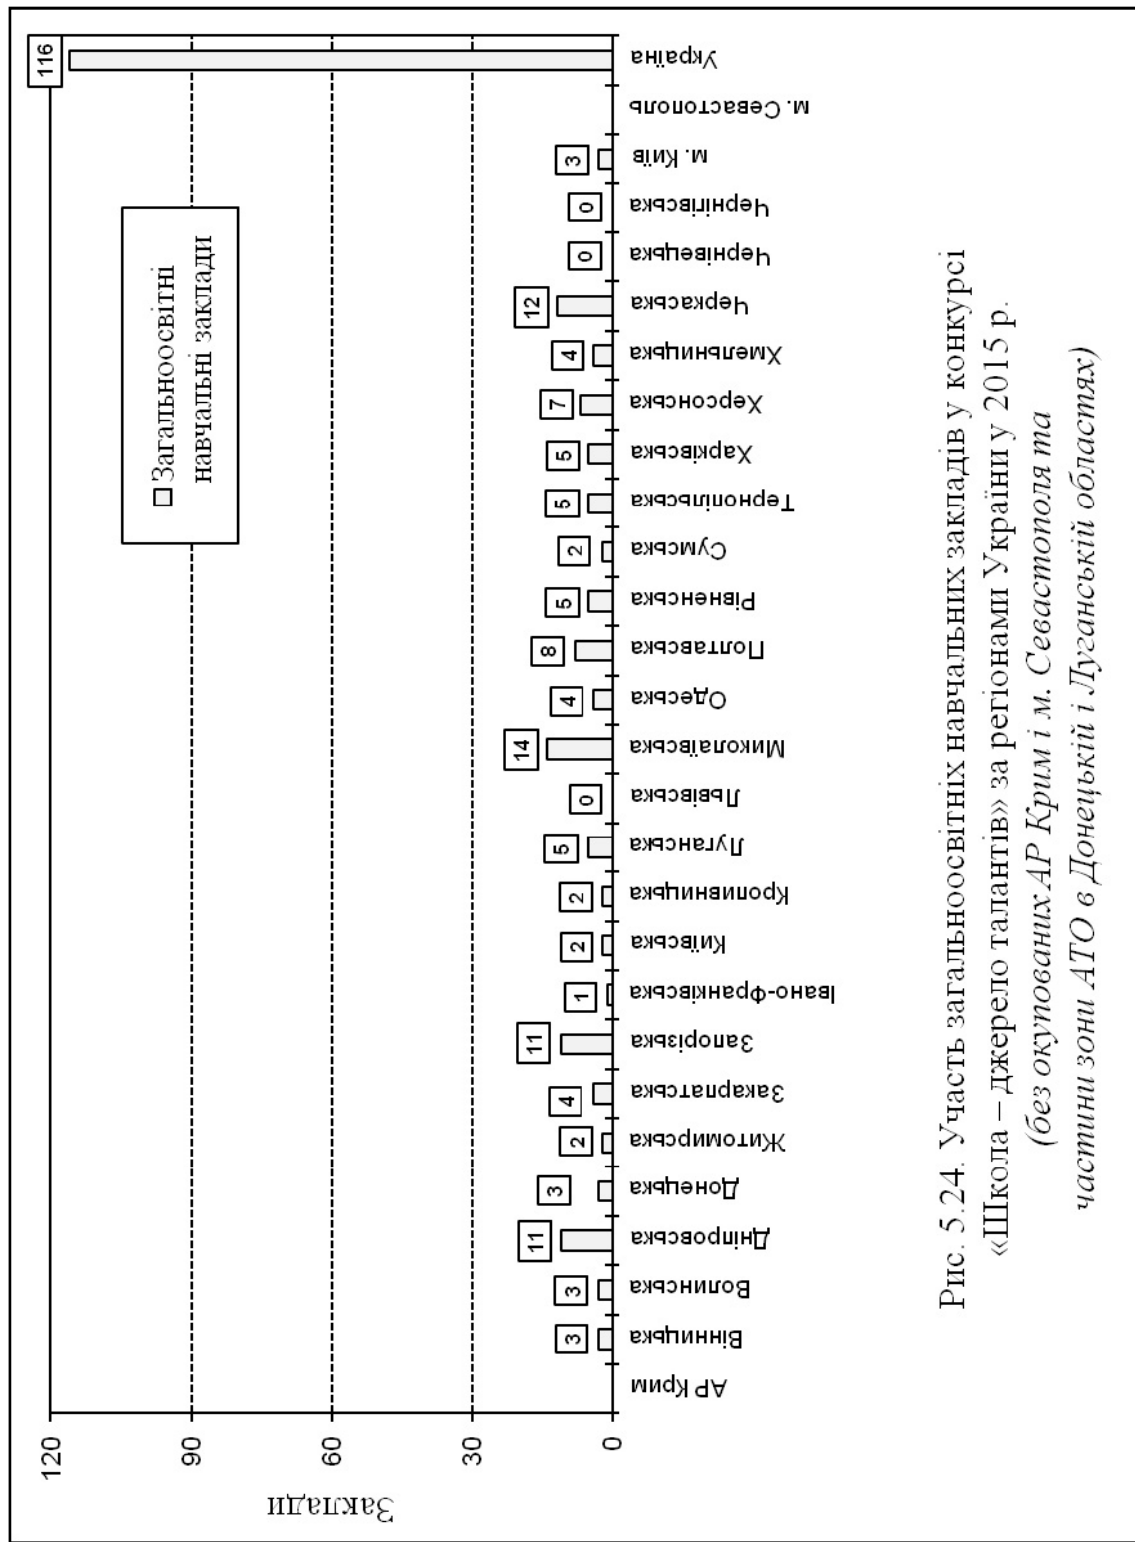 Заклади
120
90
60
30
0
Загальноосвітні
навчальні заклади
3
3
11
3
2
4
11
1
2
2
5
0
14
4
8
5
2
5
5
7
4
12
0
0
3
116
АР Крим
Вінницька
Волинська
Дніпровська
Донецька
Житомирська
Закарпатська
Запорізька
Івано-Франківська
Київська
Кропивницька
Луганська
Львівська
Миколаївська
Одеська
Полтавська
Рівненська
Сумська
Тернопільська
Харківська
Херсонська
Хмельницька
Черкаська
Чернівецька
Чернігівська
м. Київ
м. Севастополь
Україна
Рис. 5.24. Участь загальноосвітніх навчальних закладів у конкурсі
«Школа – джерело талантів» за регіонами України у 2015 р.
(без окупованих АР Крим і м. Севастополя та
частини зони АТО в Донецькій і Луганській областях)